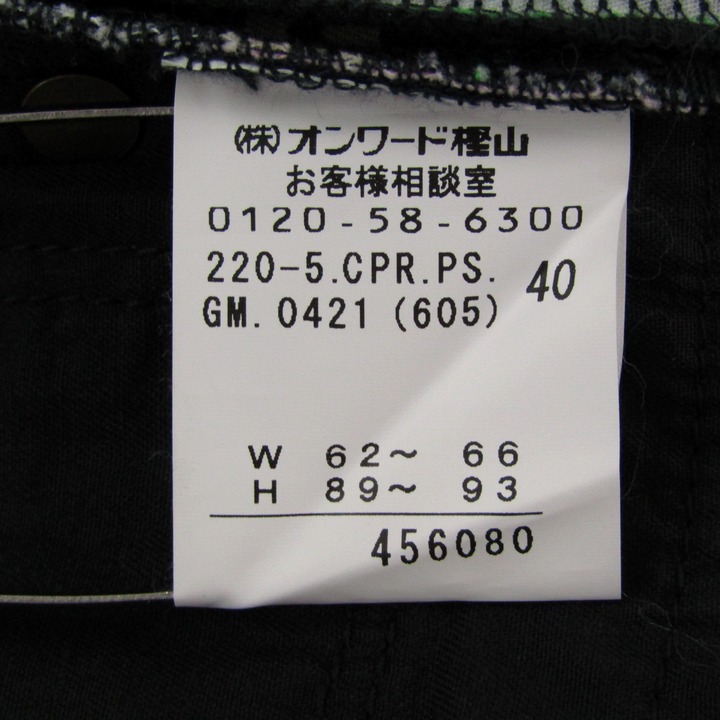 ㈱オンワード樫山
お客様相談室
0120-58-6300
220-5.CPR.PS. 40
GM.0421 (605)
W 62～ 66
H 89～ 93
456080